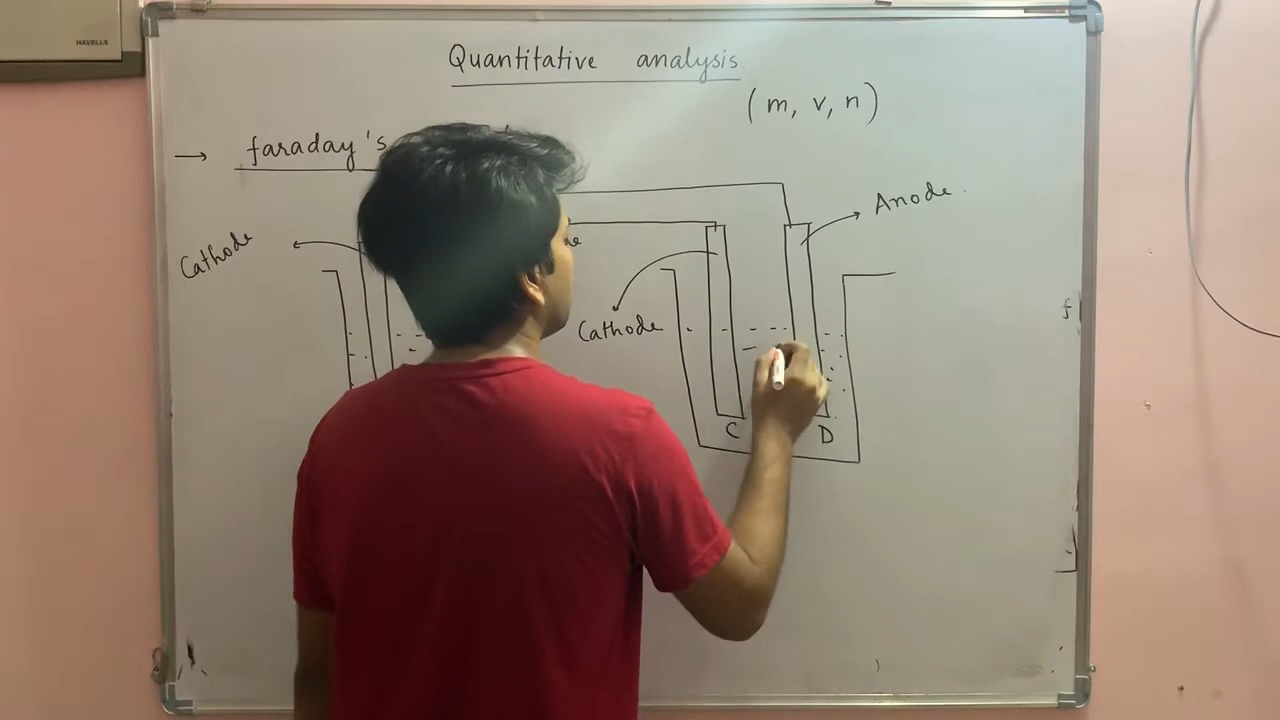 HAVELLS
Quantitative analysis
(m, v, n)
→ faraday's
Anode
Cathode
Cathode
C
D